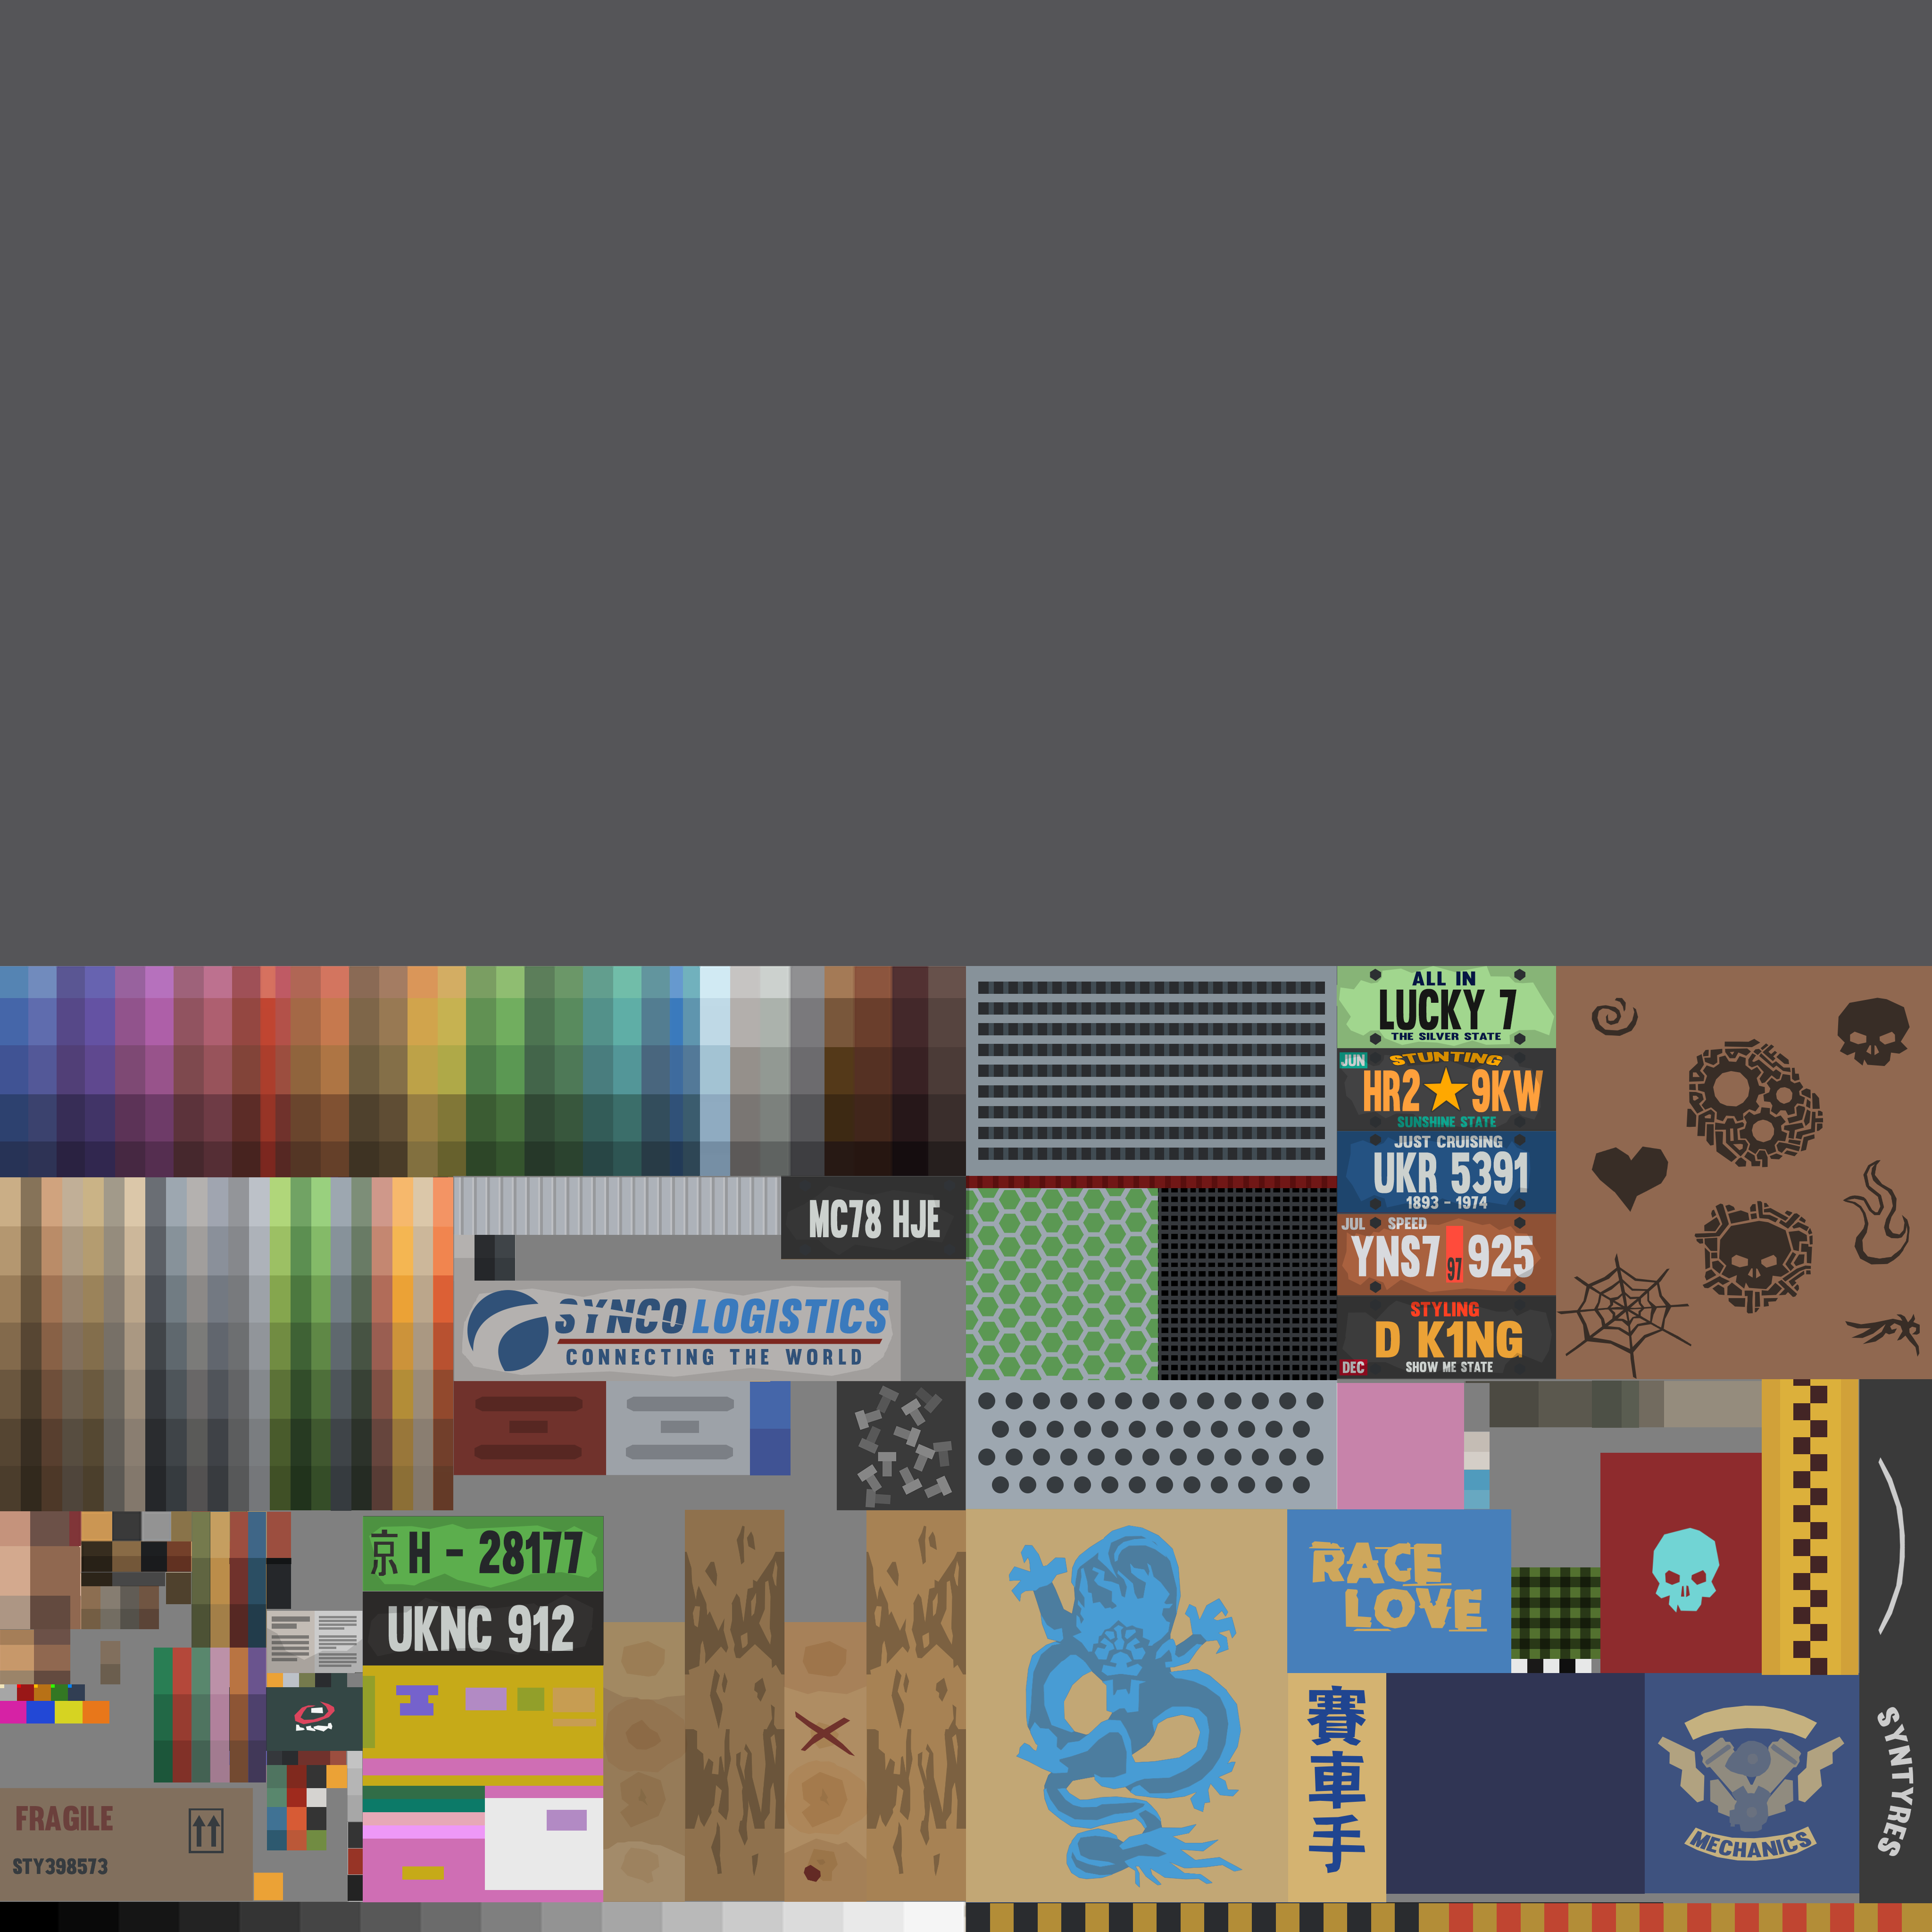 ALL IN
LUCKY 7
THE SILVER STATE
JUN
STUNTING
HR2 9KW
SUNSHINE STATE
JUST CRUISING
UKR 5391
1893 - 1974
JUL SPEED
YNS7 97 925
STYLING
D K1NG
DEC SHOW ME STATE
MC78 HJE
SYNCO LOGISTICS
CONNECTING THE WORLD
京H - 28177
UKNC 912
RACE
LOVE
賽
車
手
MECHANICS
SYNTYRES
FRAGILE
STY398573